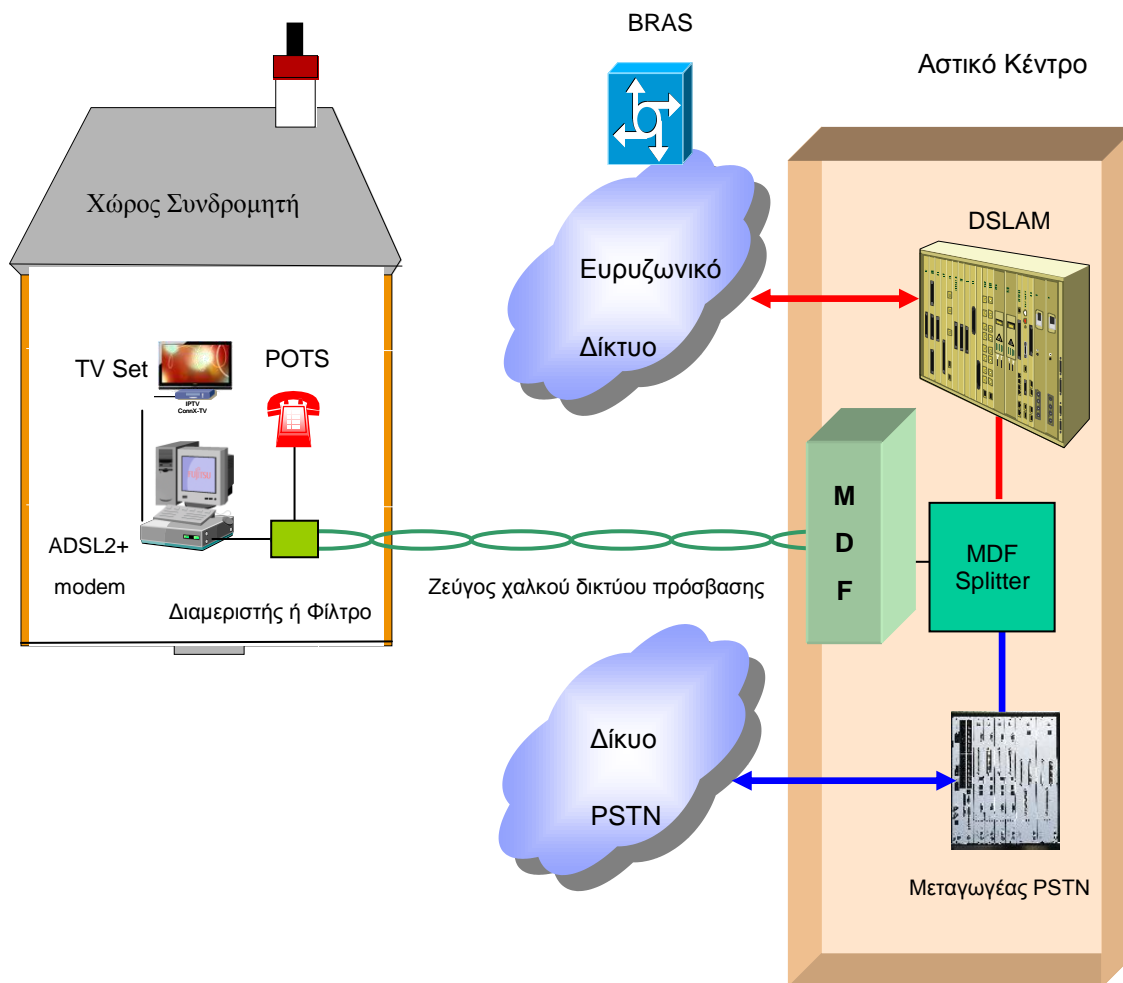 BRAS
Αστικό Κέντρο
Χώρος Συνδρομητή
DSLAM
Ευρυζωνικό
Δίκτυο
TV Set
POTS
IPTV
ConnX-TV
M
D
F
MDF
Splitter
ADSL2+
modem
Διαμεριστής ή Φίλτρο
Ζεύγος χαλκού δικτύου πρόσβασης
Δίκυο
PSTN
Μεταγωγέας PSTN